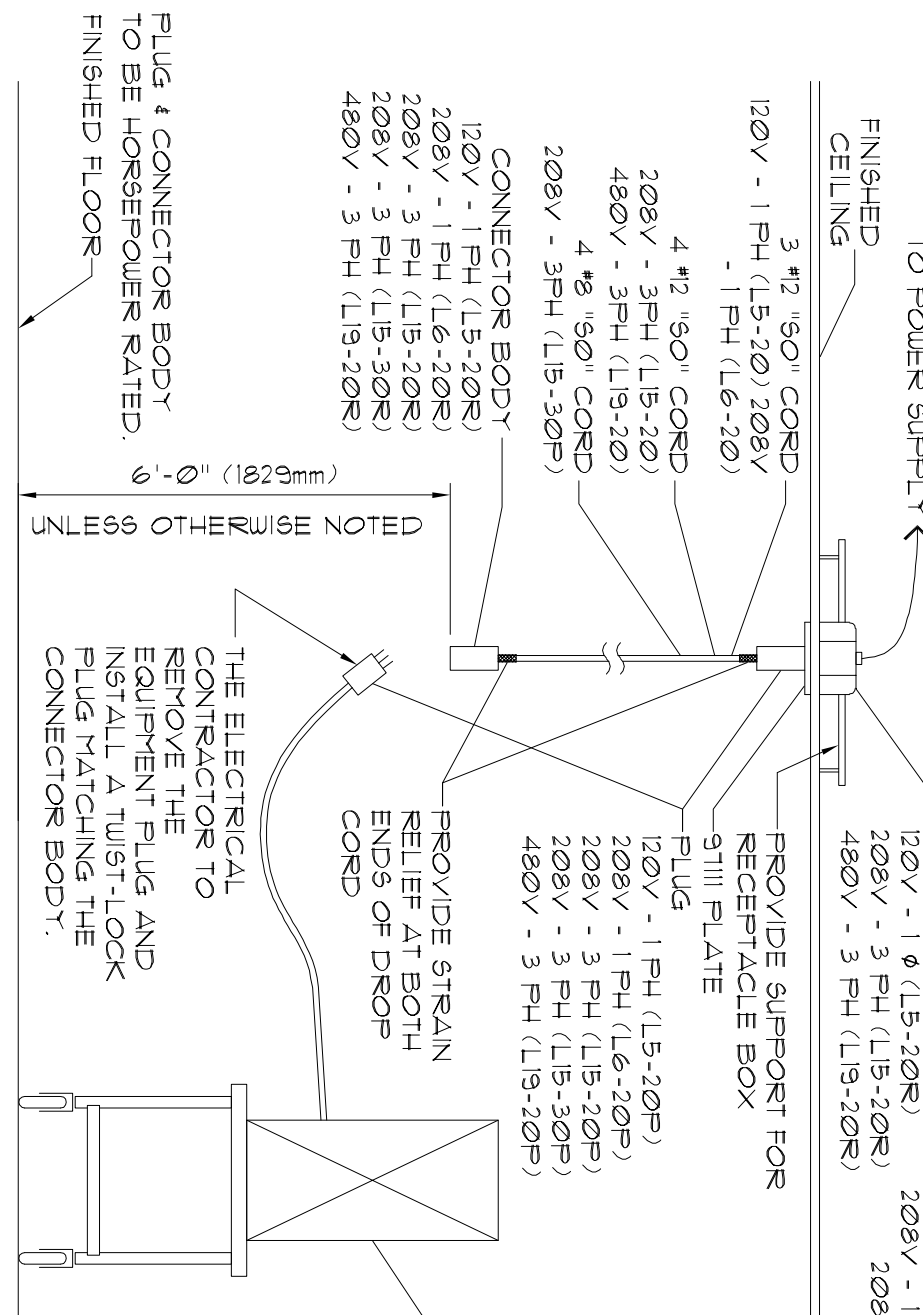 TO POWER SUPPLY
FINISHED
CEILING
3 #12 "SO" CORD
120V - 1 PH (L5-20) 208V
- 1 PH (L6-20)
4 #12 "SO" CORD
208V - 3PH (L15-20)
480V - 3PH (L19-20)
4 #8 "SO" CORD
208V - 3PH (L15-30P)
CONNECTOR BODY
120V - 1 PH (L5-20R)
208V - 1 PH (L6-20R)
208V - 3 PH (L15-20R)
208V - 3 PH (L15-30R)
480V - 3 PH (L19-20R)
PLUG & CONNECTOR BODY
TO BE HORSEPOWER RATED.
FINISHED FLOOR
6'-0" (1829mm)
UNLESS OTHERWISE NOTED
120V - 1 Ø (L5-20R)
208V - 3 PH (L15-20R)
480V - 3 PH (L19-20R)
208V - 1
208
PROVIDE SUPPORT FOR
RECEPTACLE BOX
97111 PLATE
PLUG
120V - 1 PH (L5-20P)
208V - 1 PH (L6-20P)
208V - 3 PH (L15-20P)
208V - 3 PH (L15-30P)
480V - 3 PH (L19-20P)
PROVIDE STRAIN
RELIEF AT BOTH
ENDS OF DROP
CORD
THE ELECTRICAL
CONTRACTOR TO
REMOVE THE
EQUIPMENT PLUG AND
INSTALL A TWIST-LOCK
PLUG MATCHING THE
CONNECTOR BODY.